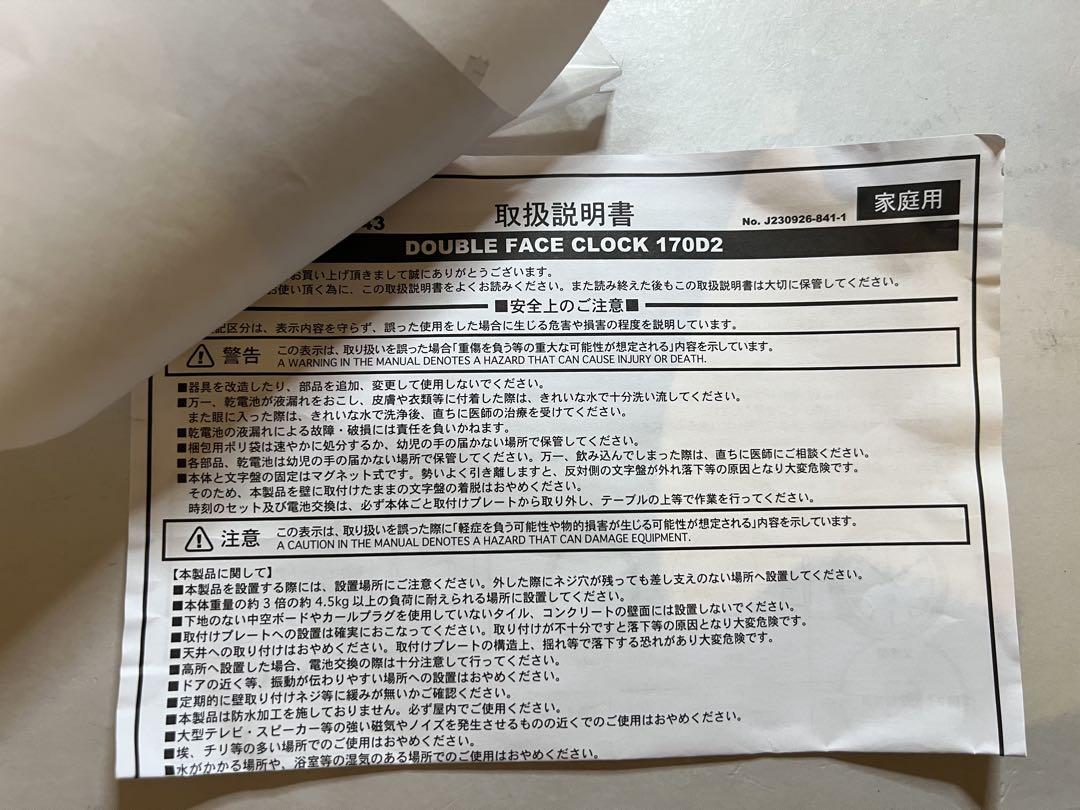 取扱説明書
No. J230926-841-1
家庭用
43
DOUBLE FACE CLOCK 170D2
お買い上げ頂きまして誠にありがとうございます。
お使い頂く為に、この取扱説明書をよくお読みください。また読み終えた後もこの取扱説明書は大切に保管してください。
■安全上のご注意■
記区分は、表示内容を守らず、誤った使用をした場合に生じる危害や損害の程度を説明しています。
警告 この表示は、取り扱いを誤った場合「重傷を負う等の重大な可能性が想定される」内容を示しています。
A WARNING IN THE MANUAL DENOTES A HAZARD THAT CAN CAUSE INJURY OR DEATH.
■器具を改造したり、部品を追加、変更して使用しないでください。
■万一、乾電池が液漏れをおこし、皮膚や衣類等に付着した際は、きれいな水で十分洗い流してください。
また眼に入った際は、きれいな水で洗浄後、直ちに医師の治療を受けてください。
■乾電池の液漏れによる故障・破損には責任を負いかねます。
■梱包用ポリ袋は速やかに処分するか、幼児の手の届かない場所で保管してください。
■各部品、乾電池は幼児の手の届かない場所で保管してください。万一、飲み込んでしまった際は、直ちに医師にご相談ください。
■本体と文字盤の固定はマグネット式です。勢いよく引き離しますと、反対側の文字盤が外れ落下等の原因となり大変危険です。
そのため、本製品を壁に取付けたままの文字盤の着脱はおやめください。
時刻のセット及び電池交換は、必ず本体ごと取付けプレートから取り外し、テーブルの上等で作業を行ってください。
注意 この表示は、取り扱いを誤った際に「軽症を負う可能性や物的損害が生じる可能性が想定される」内容を示しています。
A CAUTION IN THE MANUAL DENOTES A HAZARD THAT CAN DAMAGE EQUIPMENT.
【本製品に関して】
■本製品を設置する際には、設置場所にご注意ください。外した際にネジ穴が残っても差し支えのない場所へ設置してください。
■本体重量の約3倍の約4.5kg以上の負荷に耐えられる場所に設置してください。
■下地のない中空ボードやカールプラグを使用していないタイル、コンクリートの壁面には設置しないでください。
■取付けプレートへの設置は確実におこなってください。取り付けが不十分ですと落下等の原因となり大変危険です。
■天井への取り付けはおやめください。取付けプレートの構造上、揺れ等で落下する恐れがあり大変危険です。
■高所へ設置した場合、電池交換の際は十分注意して行ってください。
■ドアの近く等、振動が伝わりやすい場所への設置はおやめください。
■定期的に壁取り付けネジ等に緩みが無いかご確認ください。
■本製品は防水加工を施しておりません。必ず屋内でご使用ください。
■大型テレビ・スピーカー等の強い磁気やノイズを発生させるものの近くでのご使用はおやめください。
■埃、チリ等の多い場所でのご使用はおやめください。
■水がかかる場所や、浴室等の湿気のある場所でのご使用はおやめください。